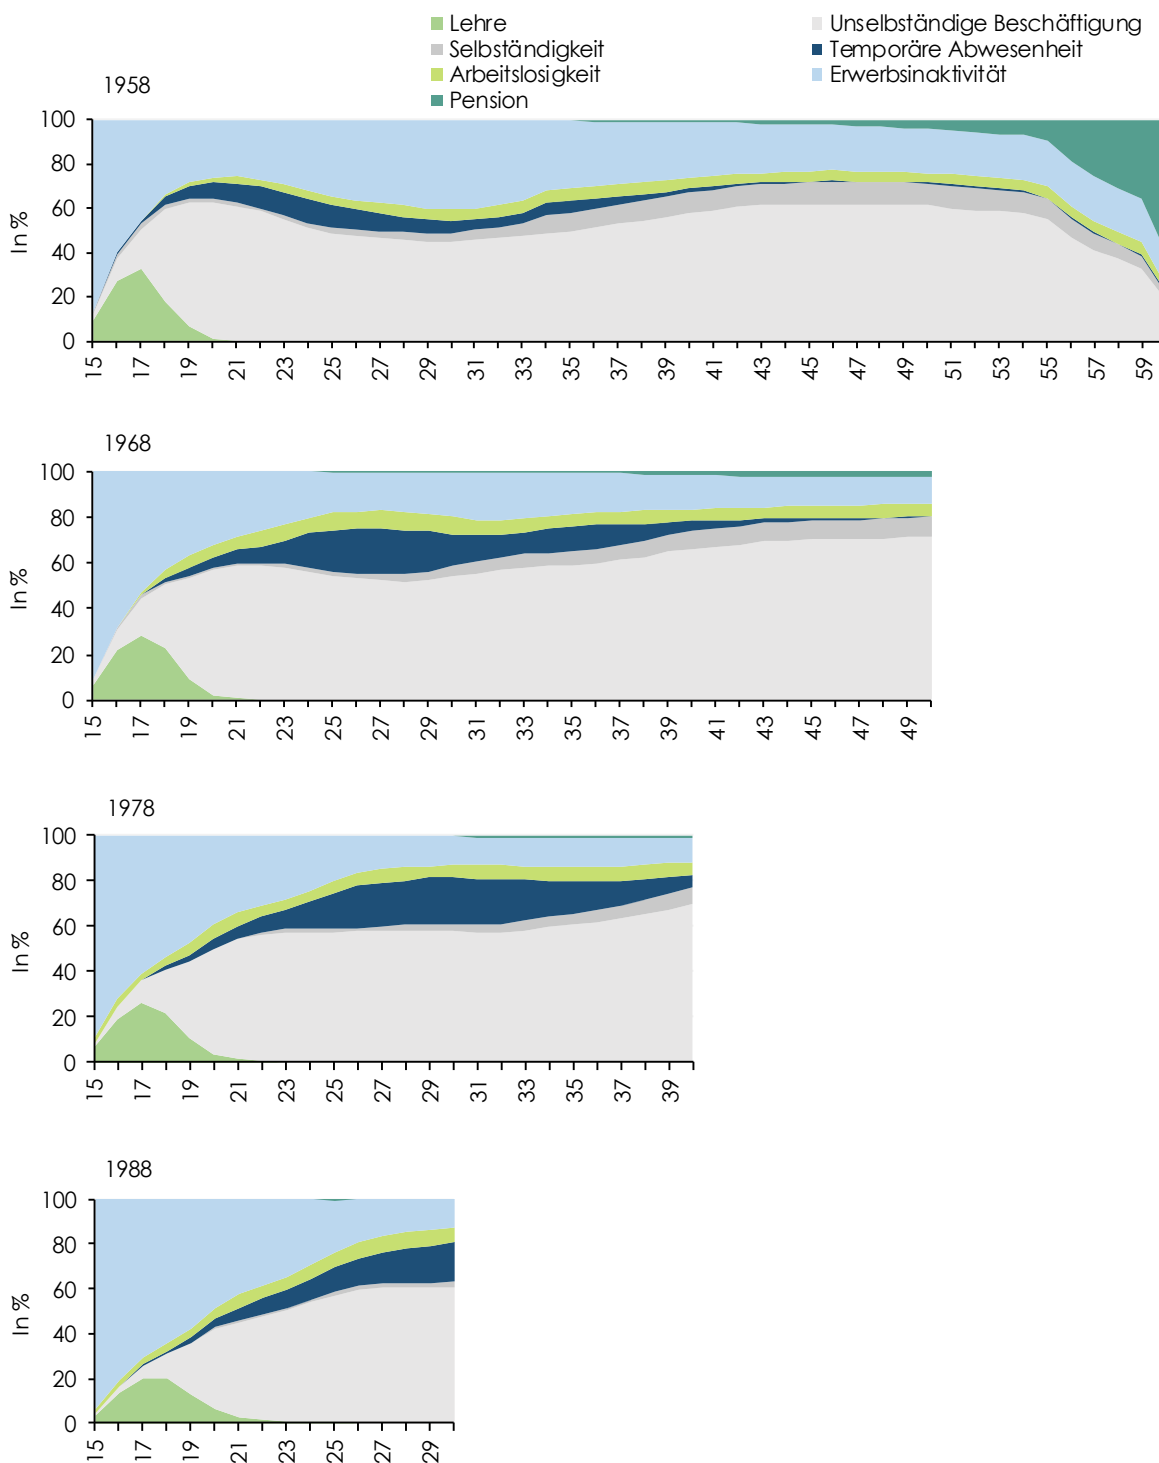 Lehre
Unselbständige Beschäftigung
Selbständigkeit
Temporäre Abwesenheit
Arbeitslosigkeit
Erwerbsinaktivität
Pension
1958
100
80
60
40
20
0
In %
15 17 19 21 23 25 27 29 31 33 35 37 39 41 43 45 47 49 51 53 55 57 59
1968
100
80
60
40
20
0
In %
15 17 19 21 23 25 27 29 31 33 35 37 39 41 43 45 47 49
1978
100
80
60
40
20
0
In %
15 17 19 21 23 25 27 29 31 33 35 37 39
1988
100
80
60
40
20
0
In %
15 17 19 21 23 25 27 29